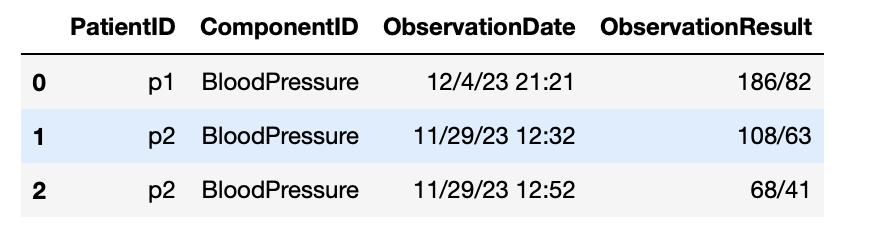 PatientID ComponentID ObservationDate ObservationResult
0 p1 BloodPressure 12/4/23 21:21 186/82
1 p2 BloodPressure 11/29/23 12:32 108/63
2 p2 BloodPressure 11/29/23 12:52 68/41